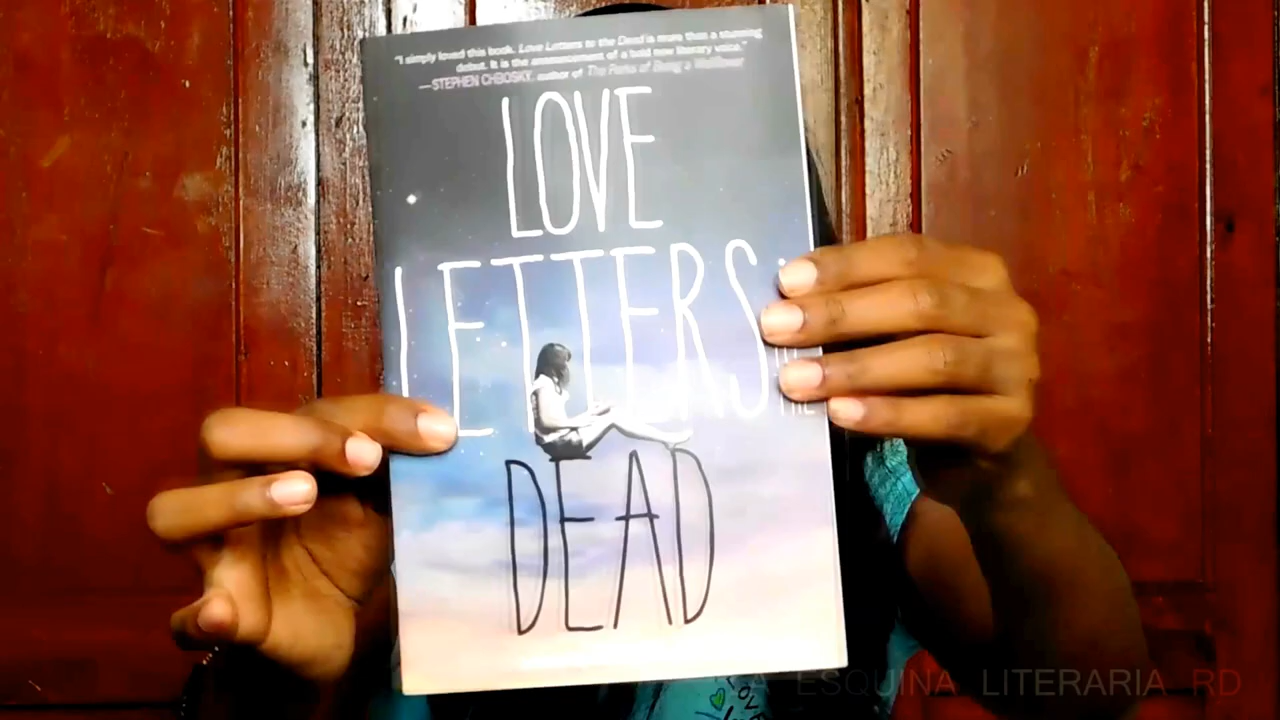 "I simply loved this book. Love Letters to the Dead is more than a stunning
debut. It is the announcement of a bold new literary voice."
—STEPHEN CHBOSKY, author of The Perks of Being a Wallflower
LOVE
LETTERS
THE
DEAD
LOVE
ESQUINA LITERARIA RD